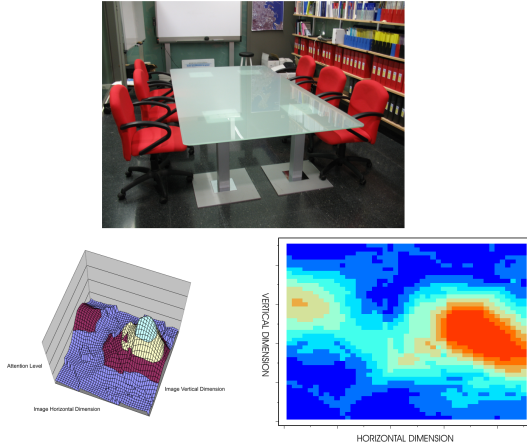 Attention Level
Image Vertical Dimension
Image Horizontal Dimension
VERTICAL DIMENSION
HORIZONTAL DIMENSION